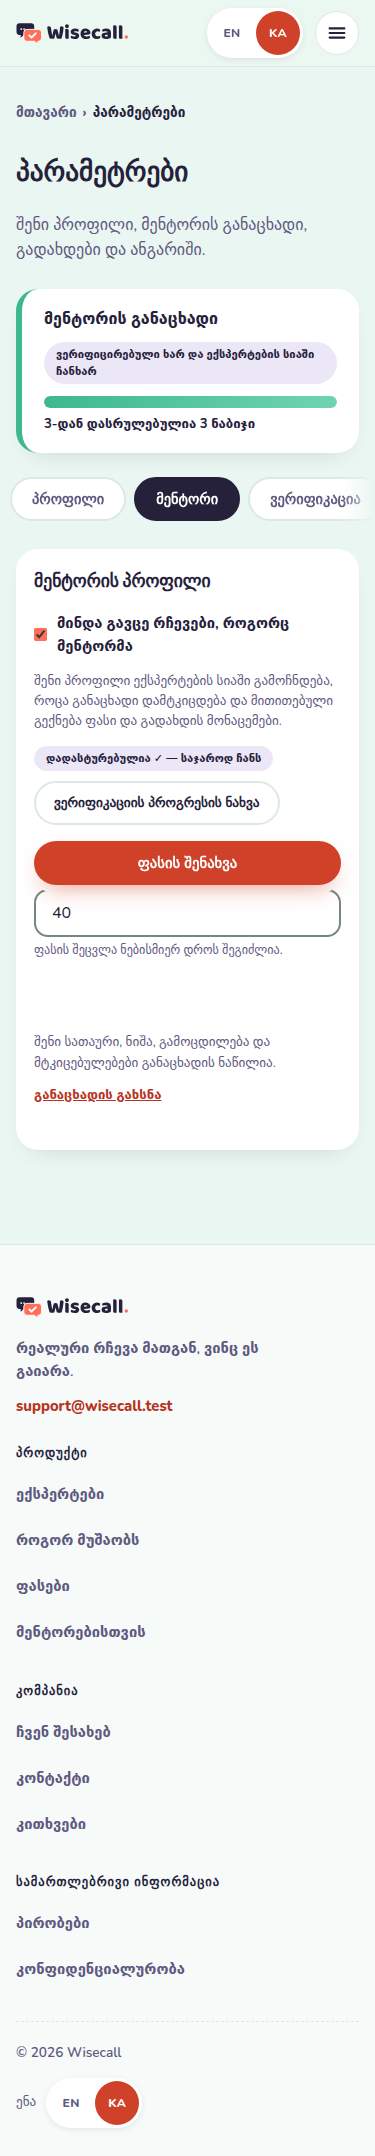 Wisecall.
EN
KA
მთავარი › პარამეტრები
პარამეტრები
შენი პროფილი, მენტორის განაცხადი,
გადახდები და ანგარიში.
მენტორის განაცხადი
ვერიფიცირებული ხარ და ექსპერტების სიაში
ჩანხარ
3-დან დასრულებულია 3 ნაბიჯი
პროფილი
მენტორი
ვერიფიკაცია
მენტორის პროფილი
მინდა გავცე რჩევები, როგორც
მენტორმა
შენი პროფილი ექსპერტების სიაში გამოჩნდება,
როცა განაცხადი დამტკიცდება და მითითებული
გექნება ფასი და გადახდის მონაცემები.
დადასტურებულია ✓ — საჯაროდ ჩანს
ვერიფიკაციის პროგრესის ნახვა
ფასის შენახვა
40
ფასის შეცვლა ნებისმიერ დროს შეგიძლია.
შენი სათაური, ნიშა, გამოცდილება და
მტკიცებულებები განაცხადის ნაწილია.
განაცხადის გახსნა
Wisecall.
რეალური რჩევა მათგან, ვინც ეს
გაიარა.
support@wisecall.test
პროდუქტი
ექსპერტები
როგორ მუშაობს
ფასები
მენტორებისთვის
კომპანია
ჩვენ შესახებ
კონტაქტი
კითხვები
სამართლებრივი ინფორმაცია
პირობები
კონფიდენციალურობა
© 2026 Wisecall
ენა
EN
KA